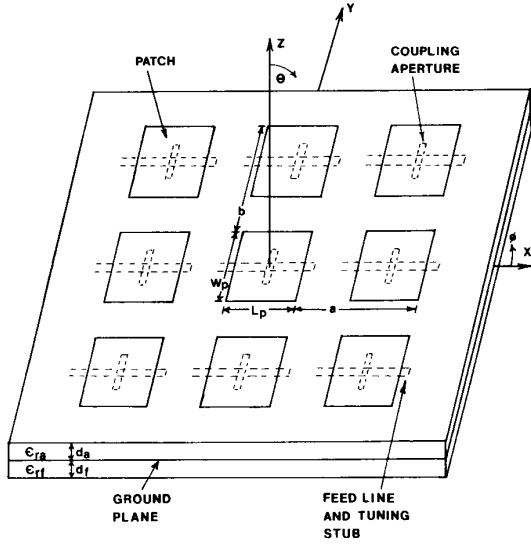 Y
Z
PATCH
θ
COUPLING
APERTURE
b
ø
X
Wp
Lp
a
εra
da
εrf
df
GROUND
PLANE
FEED LINE
AND TUNING
STUB